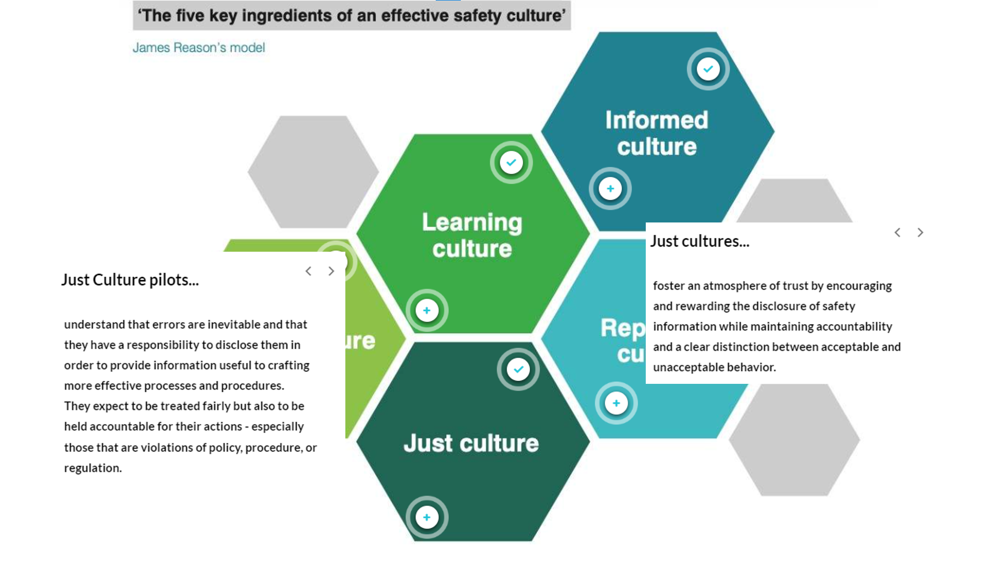 ‘The five key ingredients of an effective safety culture’
James Reason’s model
Informed
culture
Learning
culture
Just cultures...
foster an atmosphere of trust by encouraging
and rewarding the disclosure of safety
information while maintaining accountability
and a clear distinction between acceptable and
unacceptable behavior.
Rep
cu
Just Culture pilots...
understand that errors are inevitable and that
they have a responsibility to disclose them in
order to provide information useful to crafting
more effective processes and procedures.
They expect to be treated fairly but also to be
held accountable for their actions - especially
those that are violations of policy, procedure, or
regulation.
ure
Just culture